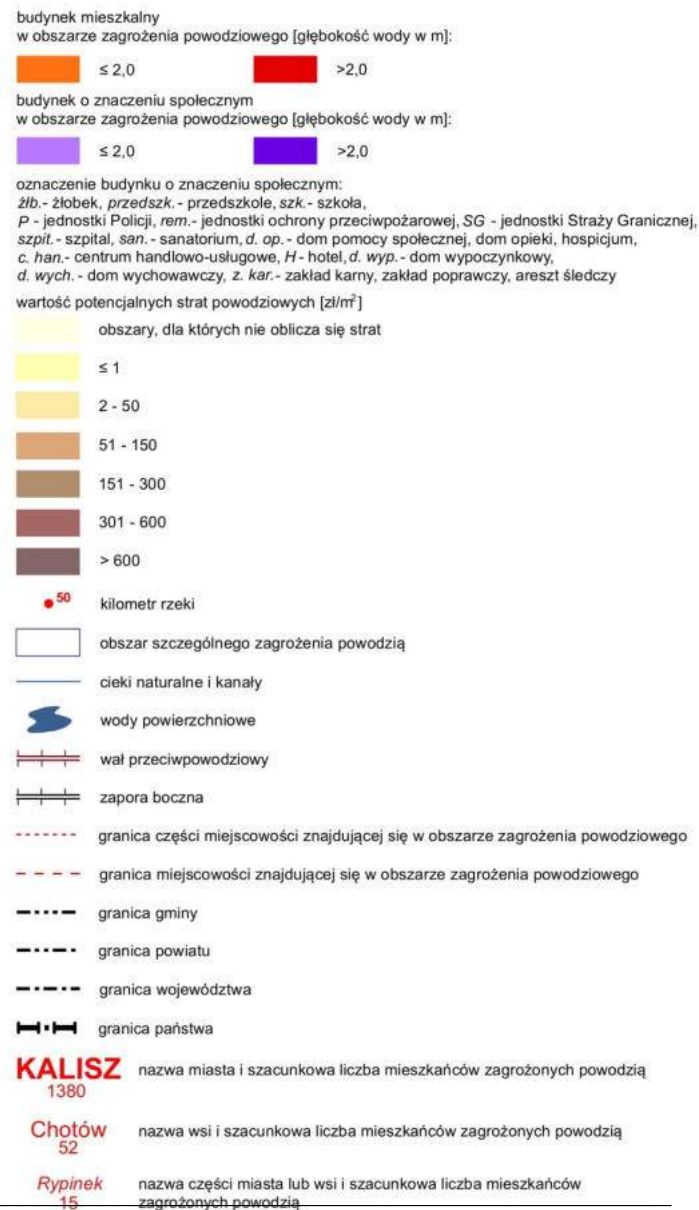 budynek mieszkalny
w obszarze zagrożenia powodziowego [głębokość wody w m]:
≤ 2,0 >2,0
budynek o znaczeniu społecznym
w obszarze zagrożenia powodziowego [głębokość wody w m]:
≤ 2,0 >2,0
oznaczenie budynku o znaczeniu społecznym:
żłb.- żłobek, przedszk. - przedszkole, szk.- szkoła,
P - jednostki Policji, rem.- jednostki ochrony przeciwpożarowej, SG - jednostki Straży Granicznej,
szpit. - szpital, san. - sanatorium, d. op. - dom pomocy społecznej, dom opieki, hospicjum,
c. han.- centrum handlowo-usługowe, H - hotel, d. wyp.- dom wypoczynkowy,
d. wych. - dom wychowawczy, z. kar.- zakład karny, zakład poprawczy, areszt śledczy
wartość potencjalnych strat powodziowych [zł/m²]
obszary, dla których nie oblicza się strat
≤ 1
2 - 50
51 - 150
151 - 300
301 - 600
> 600
50 kilometr rzeki
obszar szczególnego zagrożenia powodzią
cieki naturalne i kanały
wody powierzchniowe
wał przeciwpowodziowy
zapora boczna
granica części miejscowości znajdującej się w obszarze zagrożenia powodziowego
granica miejscowości znajdującej się w obszarze zagrożenia powodziowego
granica gminy
granica powiatu
granica województwa
granica państwa
KALISZ nazwa miasta i szacunkowa liczba mieszkańców zagrożonych powodzią
1380
Chotów nazwa wsi i szacunkowa liczba mieszkańców zagrożonych powodzią
52
Rypinek nazwa części miasta lub wsi i szacunkowa liczba mieszkańców
15 zagrożonych powodzią